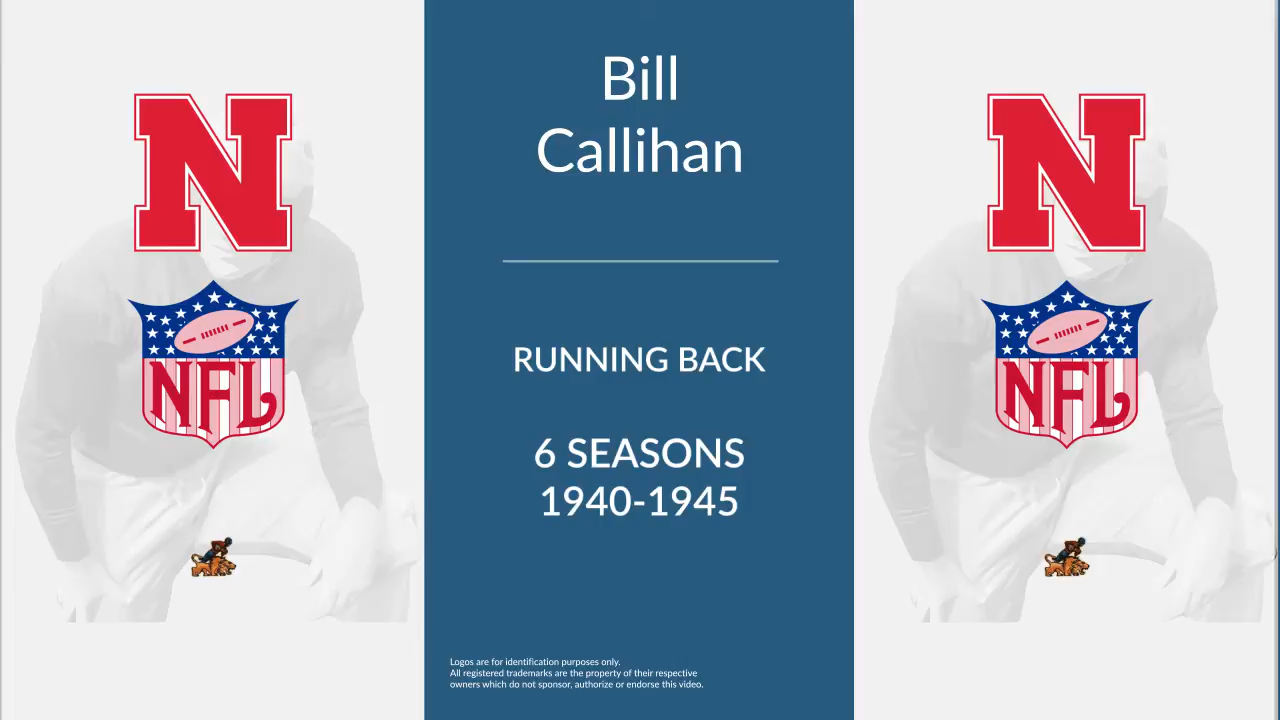 Bill
Callihan
N
N
NFL
NFL
RUNNING BACK
6 SEASONS
1940-1945
Logos are for identification purposes only.
All registered trademarks are the property of their respective
owners which do not sponsor, authorize or endorse this video.